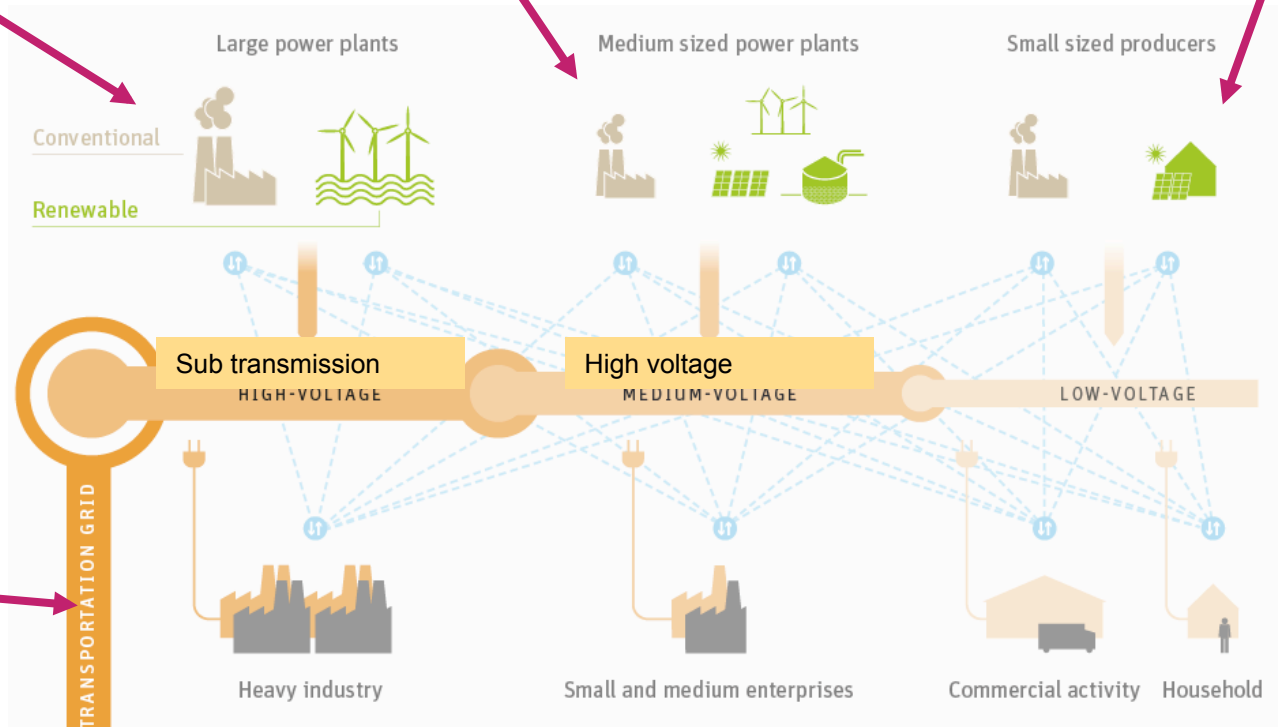 Large power plants
Medium sized power plants
Small sized producers
Conventional
Renewable
Sub transmission
High voltage
HIGH-VOLTAGE
MEDIUM-VOLTAGE
LOW-VOLTAGE
TRANSPORTATION GRID
Heavy industry
Small and medium enterprises
Commercial activity
Household